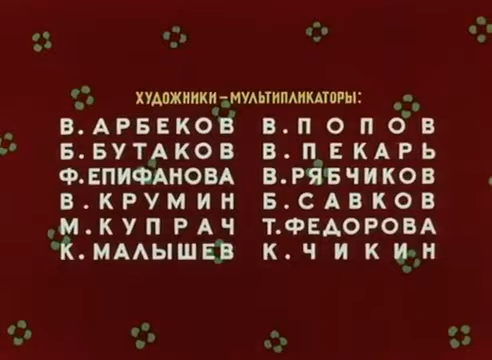 ХУДОЖНИКИ–МУЛЬТИПЛИКАТОРЫ:
В. АРБЕКОВ В. ПОПОВ
Б. БУТАКОВ В. ПЕКАРЬ
Ф. ЕПИФАНОВА В. РЯБЧИКОВ
В. КРУМИН Б. САВКОВ
М. КУПРАЧ Т. ФЕДОРОВА
К. МАЛЫШЕВ К. ЧИКИН